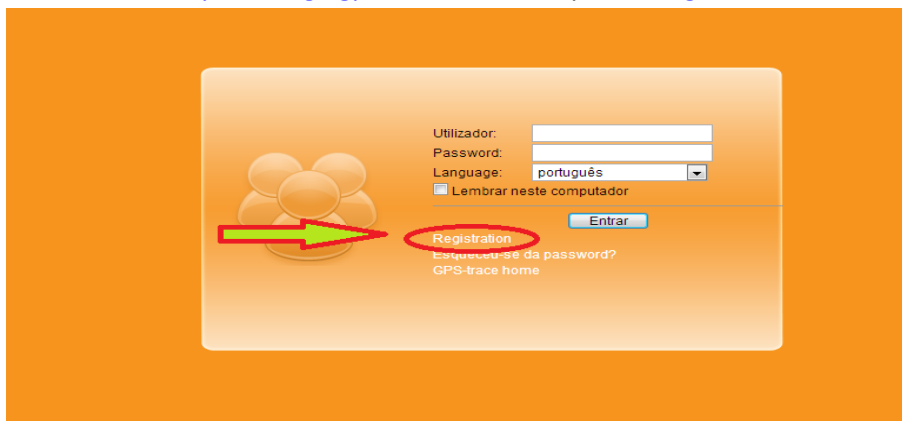 Utilizador:
Password:
Language: português
Lembrar neste computador
Entrar
Registration
Esqueceu-se da password?
GPS-trace home